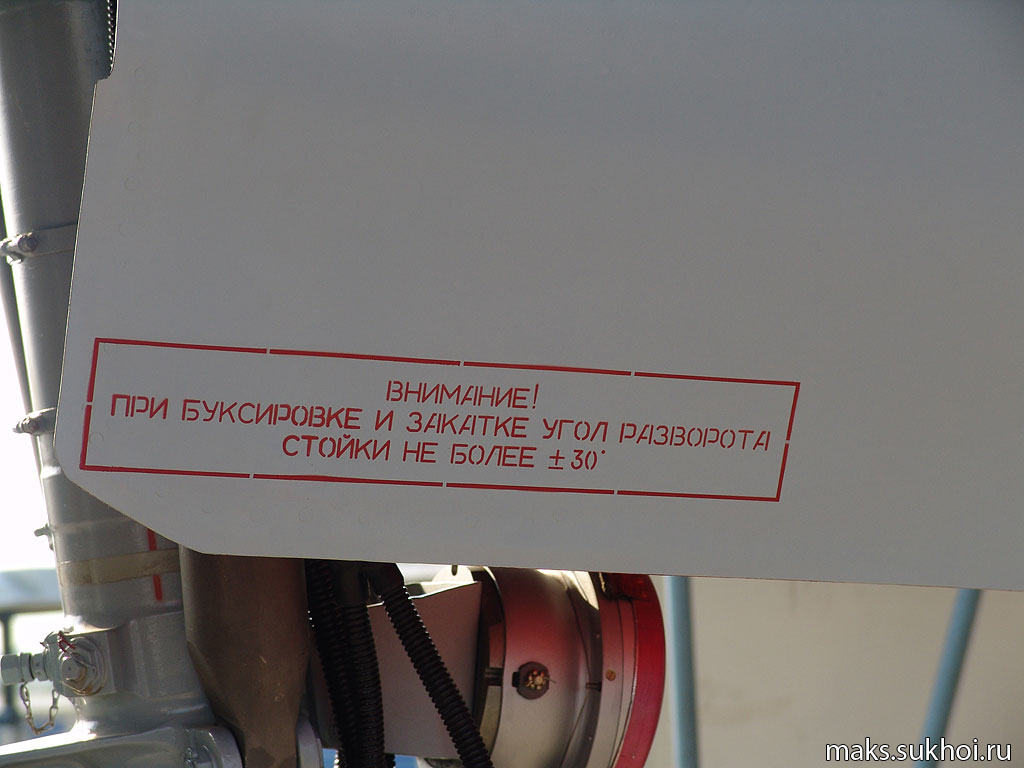 ВНИМАНИЕ!
ПРИ БУКСИРОВКЕ И ЗАКАТКЕ УГОЛ РАЗВОРОТА
СТОЙКИ НЕ БОЛЕЕ ±30°
maks.sukhoi.ru